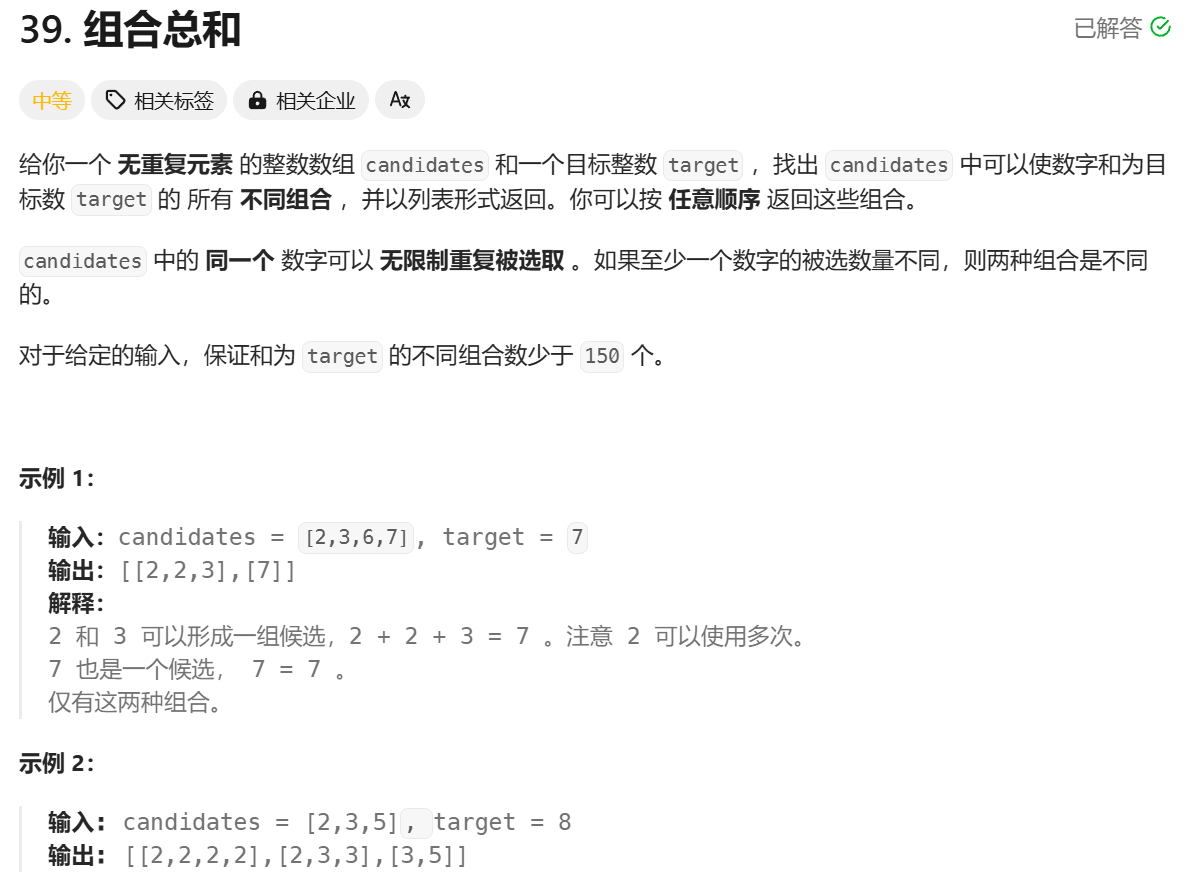 39. 组合总和
已解答
中等 相关标签 相关企业 A文
给你一个 无重复元素 的整数数组 candidates 和一个目标整数 target ，找出 candidates 中可以使数字和为目
标数 target 的 所有 不同组合 ，并以列表形式返回。你可以按 任意顺序 返回这些组合。
candidates 中的 同一个 数字可以 无限制重复被选取 。如果至少一个数字的被选数量不同，则两种组合是不同
的。
对于给定的输入，保证和为 target 的不同组合数少于 150 个。
示例 1：
输入：candidates = [2,3,6,7], target = 7
输出：[[2,2,3],[7]]
解释：
2 和 3 可以形成一组候选，2 + 2 + 3 = 7 。注意 2 可以使用多次。
7 也是一个候选， 7 = 7 。
仅有这两种组合。
示例 2：
输入：candidates = [2,3,5], target = 8
输出：[[2,2,2,2],[2,3,3],[3,5]]